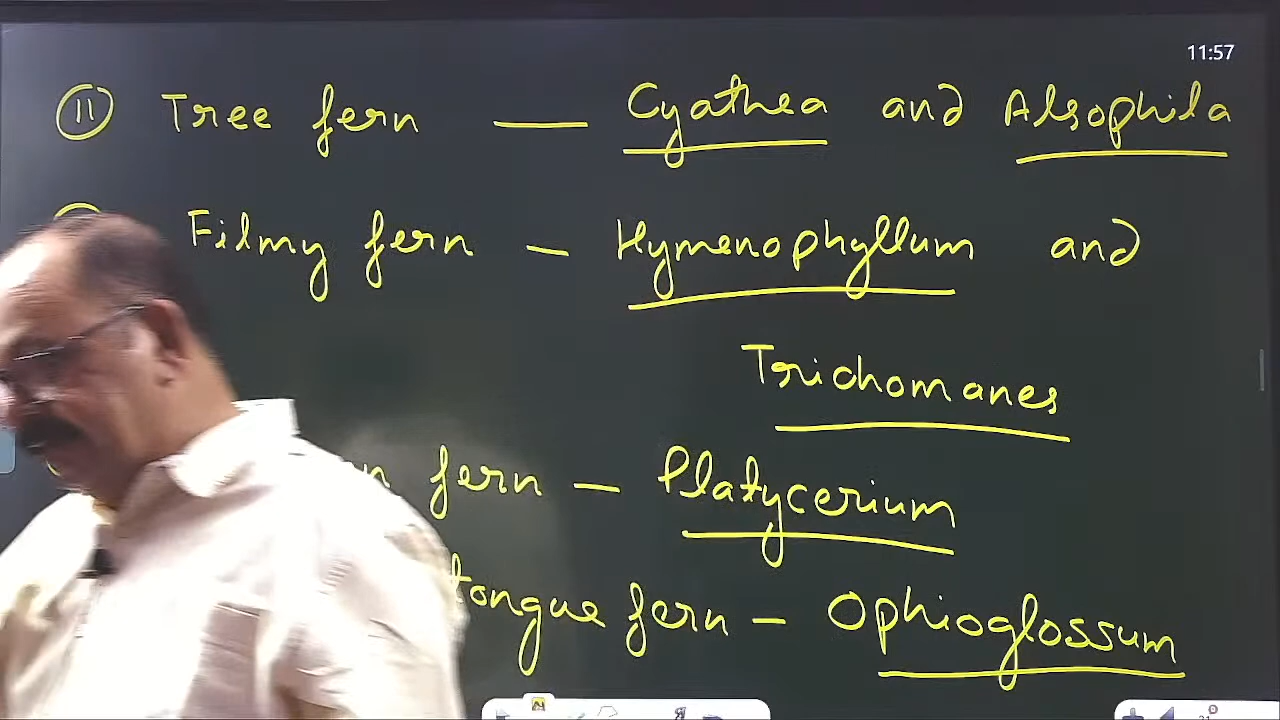 11:57
11 Tree fern — Cyathea and Alsophila
Filmy fern – Hymenophyllum and
Trichomanes
n fern – Platycerium
tongue fern – Ophioglossum